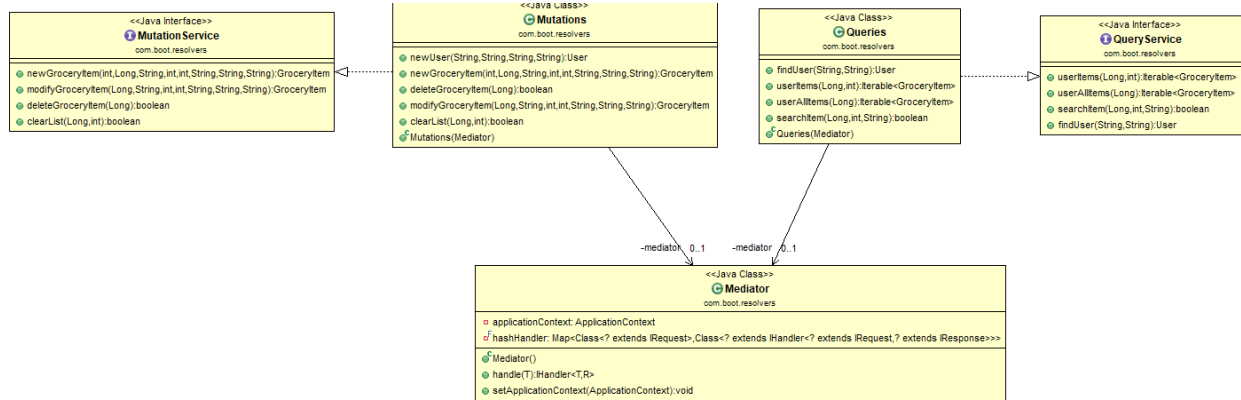 <<Java Interface>>
MutationService
com.boot.resolvers
newGroceryItem(int,Long,String,int,int,String,String,String):GroceryItem
modifyGroceryItem(Long,String,int,int,String,String,String):GroceryItem
deleteGroceryItem(Long):boolean
clearList(Long,int):boolean
<<Java Class>>
Mutations
com.boot.resolvers
newUser(String,String,String,String):User
newGroceryItem(int,Long,String,int,int,String,String,String):GroceryItem
deleteGroceryItem(Long):boolean
modifyGroceryItem(Long,String,int,int,String,String,String):GroceryItem
clearList(Long,int):boolean
Mutations(Mediator)
<<Java Class>>
Queries
com.boot.resolvers
findUser(String,String):User
userItems(Long,int):Iterable<GroceryItem>
userAllItems(Long):Iterable<GroceryItem>
searchItem(Long,int,String):boolean
Queries(Mediator)
<<Java Interface>>
QueryService
com.boot.resolvers
userItems(Long,int):Iterable<GroceryItem>
userAllItems(Long):Iterable<GroceryItem>
searchItem(Long,int,String):boolean
findUser(String,String):User
-mediator 0..1
-mediator 0..1
<<Java Class>>
Mediator
com.boot.resolvers
applicationContext: ApplicationContext
hashHandler: Map<Class<? extends IRequest>,Class<? extends IHandler<? extends IRequest,? extends IResponse>>>
Mediator()
handle(T):IHandler<T,R>
setApplicationContext(ApplicationContext):void